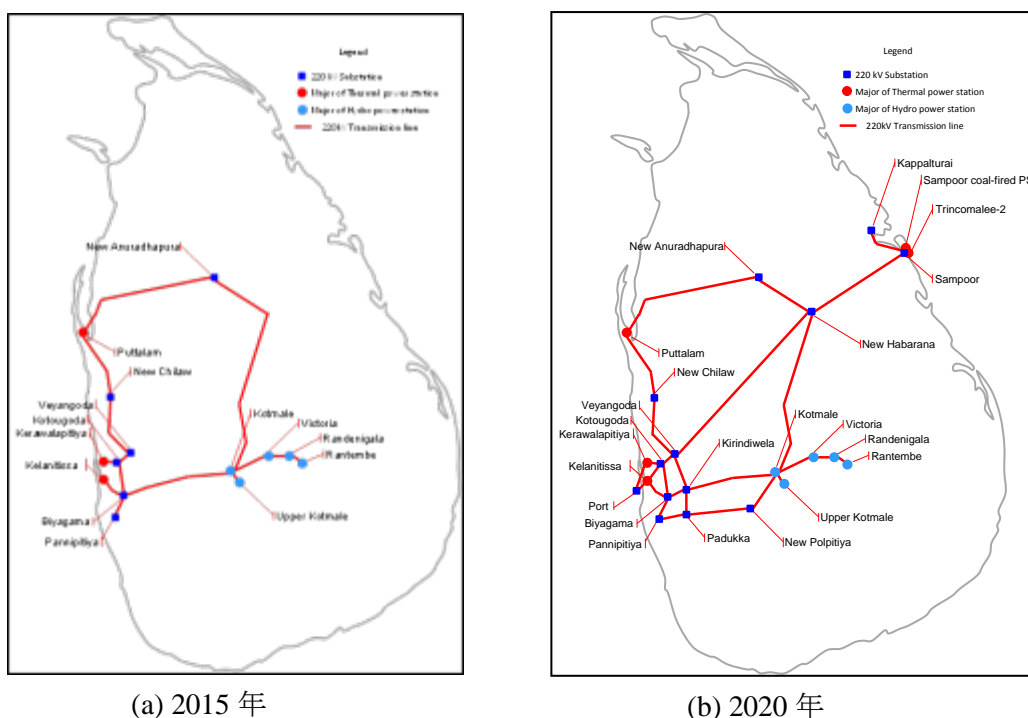 Legend
220 kV Substation
Major of Thermal power station
Major of Hydro power station
220kV Transmission line
New Anuradhapura
Puttalam
New Chilaw
Veyangoda
Kotougoda
Kerawalapitiya
Kelanitissa
Biyagama
Pannipitiya
Kotmale
Victoria
Randenigala
Rantembe
Upper Kotmale
(a) 2015 年
Legend
220 kV Substation
Major of Thermal power station
Major of Hydro power station
220kV Transmission line
Kappalturai
Sampoor coal-fired PS
Trincomalee-2
New Anuradhapura
Sampoor
Puttalam
New Habarana
New Chilaw
Veyangoda
Kotougoda
Kerawalapitiya
Kirindiwela
Kotmale
Victoria
Randenigala
Rantembe
Kelanitissa
Port
Biyagama
Pannipitiya
Padukka
New Polpitiya
Upper Kotmale
(b) 2020 年